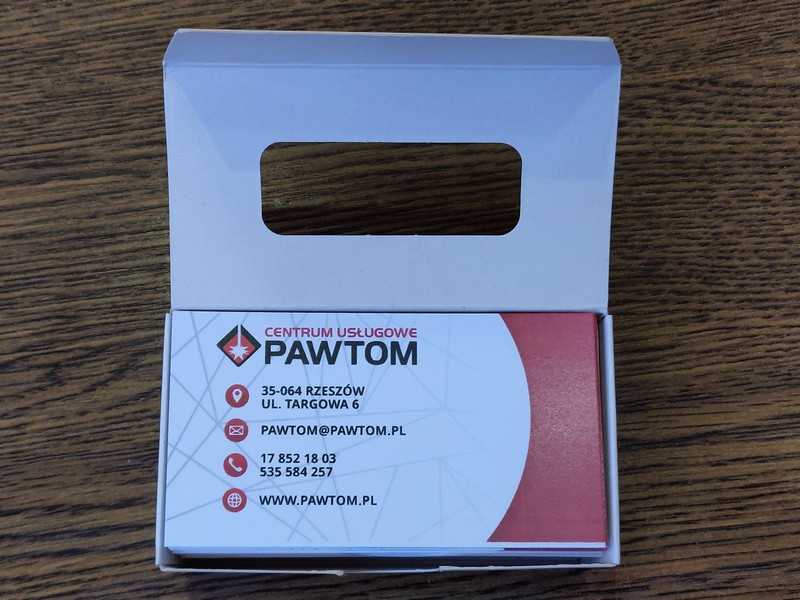 CENTRUM USŁUGOWE
PAWTOM
35-064 RZESZÓW
UL. TARGOWA 6
PAWTOM@PAWTOM.PL
17 852 18 03
535 584 257
WWW.PAWTOM.PL